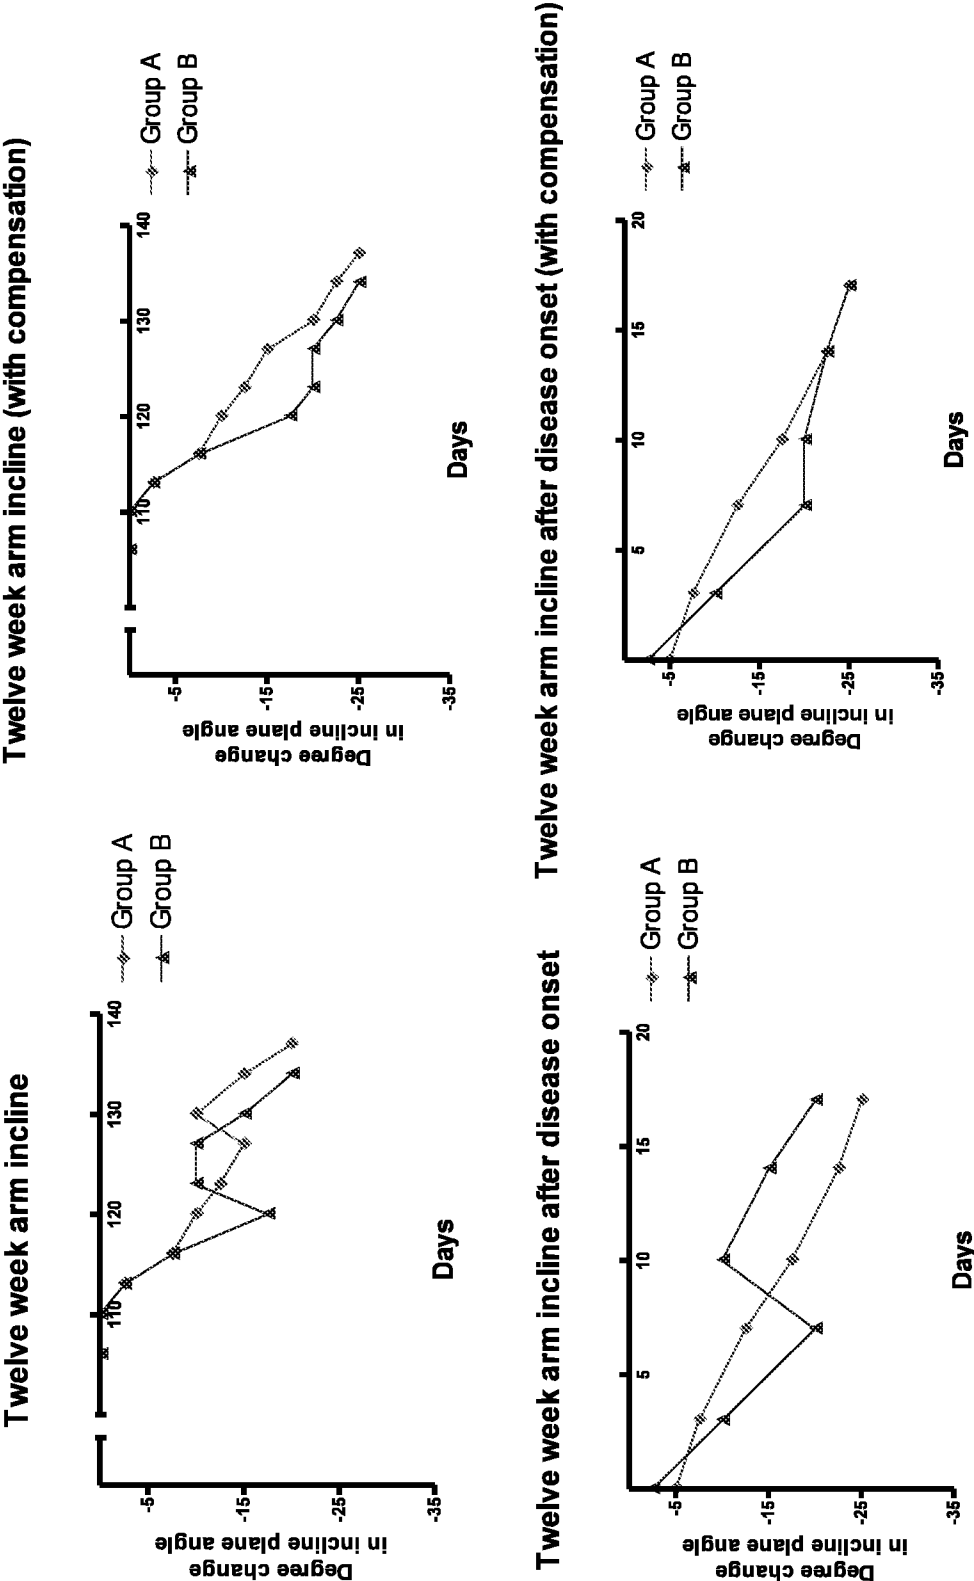 Twelve week arm incline
Degree change
in incline plane angle
-5
-15
-25
-35
110
120
130
140
Days
Group A
Group B
Twelve week arm incline (with compensation)
Degree change
in incline plane angle
-5
-15
-25
-35
110
120
130
140
Days
Group A
Group B
Twelve week arm incline after disease onset
Degree change
in incline plane angle
-5
-15
-25
-35
5
10
15
20
Days
Group A
Group B
Twelve week arm incline after disease onset (with compensation)
Degree change
in incline plane angle
-5
-15
-25
-35
5
10
15
20
Days
Group A
Group B